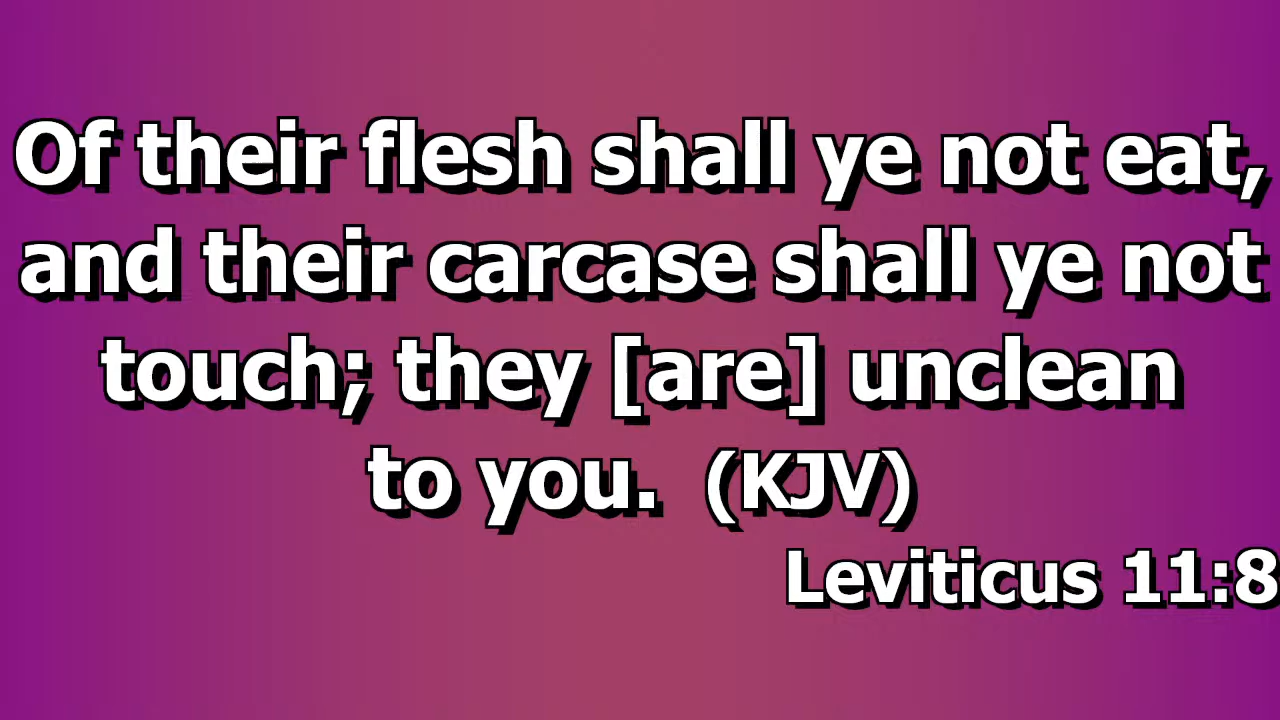 Of their flesh shall ye not eat,
and their carcase shall ye not
touch; they [are] unclean
to you. (KJV)
Leviticus 11:8